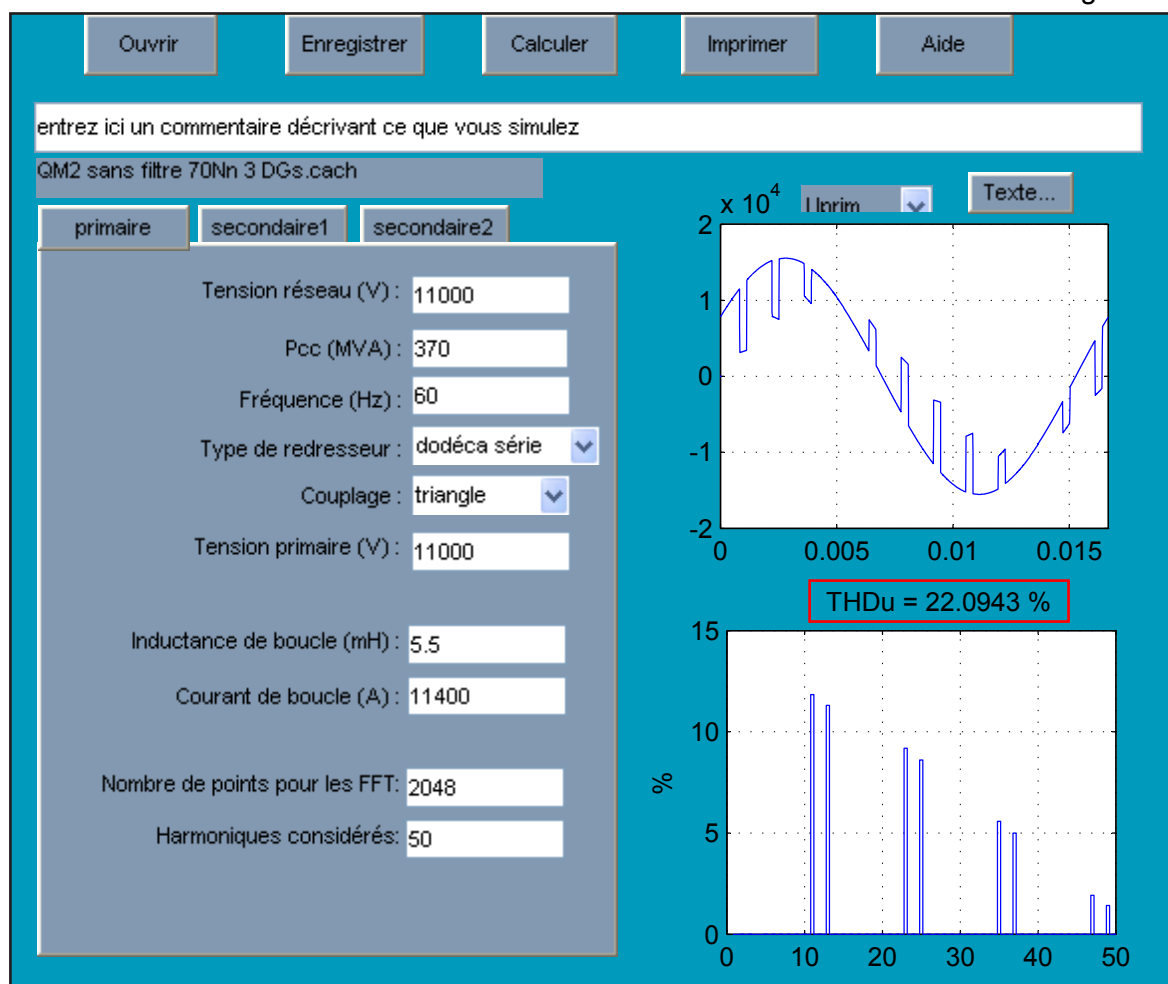 Ouvrir Enregistrer Calculer Imprimer Aide
entrez ici un commentaire décrivant ce que vous simulez
QM2 sans filtre 70Nn 3 DGs.cach
primaire secondaire1 secondaire2
Tension réseau (V) : 11000
Pcc (MVA) : 370
Fréquence (Hz) : 60
Type de redresseur : dodéca série
Couplage : triangle
Tension primaire (V) : 11000
Inductance de boucle (mH) : 5.5
Courant de boucle (A) : 11400
Nombre de points pour les FFT: 2048
Harmoniques considérés: 50
x 10^4 Uprim Texte...
2
1
0
-1
-2
0 0.005 0.01 0.015
THDu = 22.0943 %
15
10
5
0
%
0 10 20 30 40 50